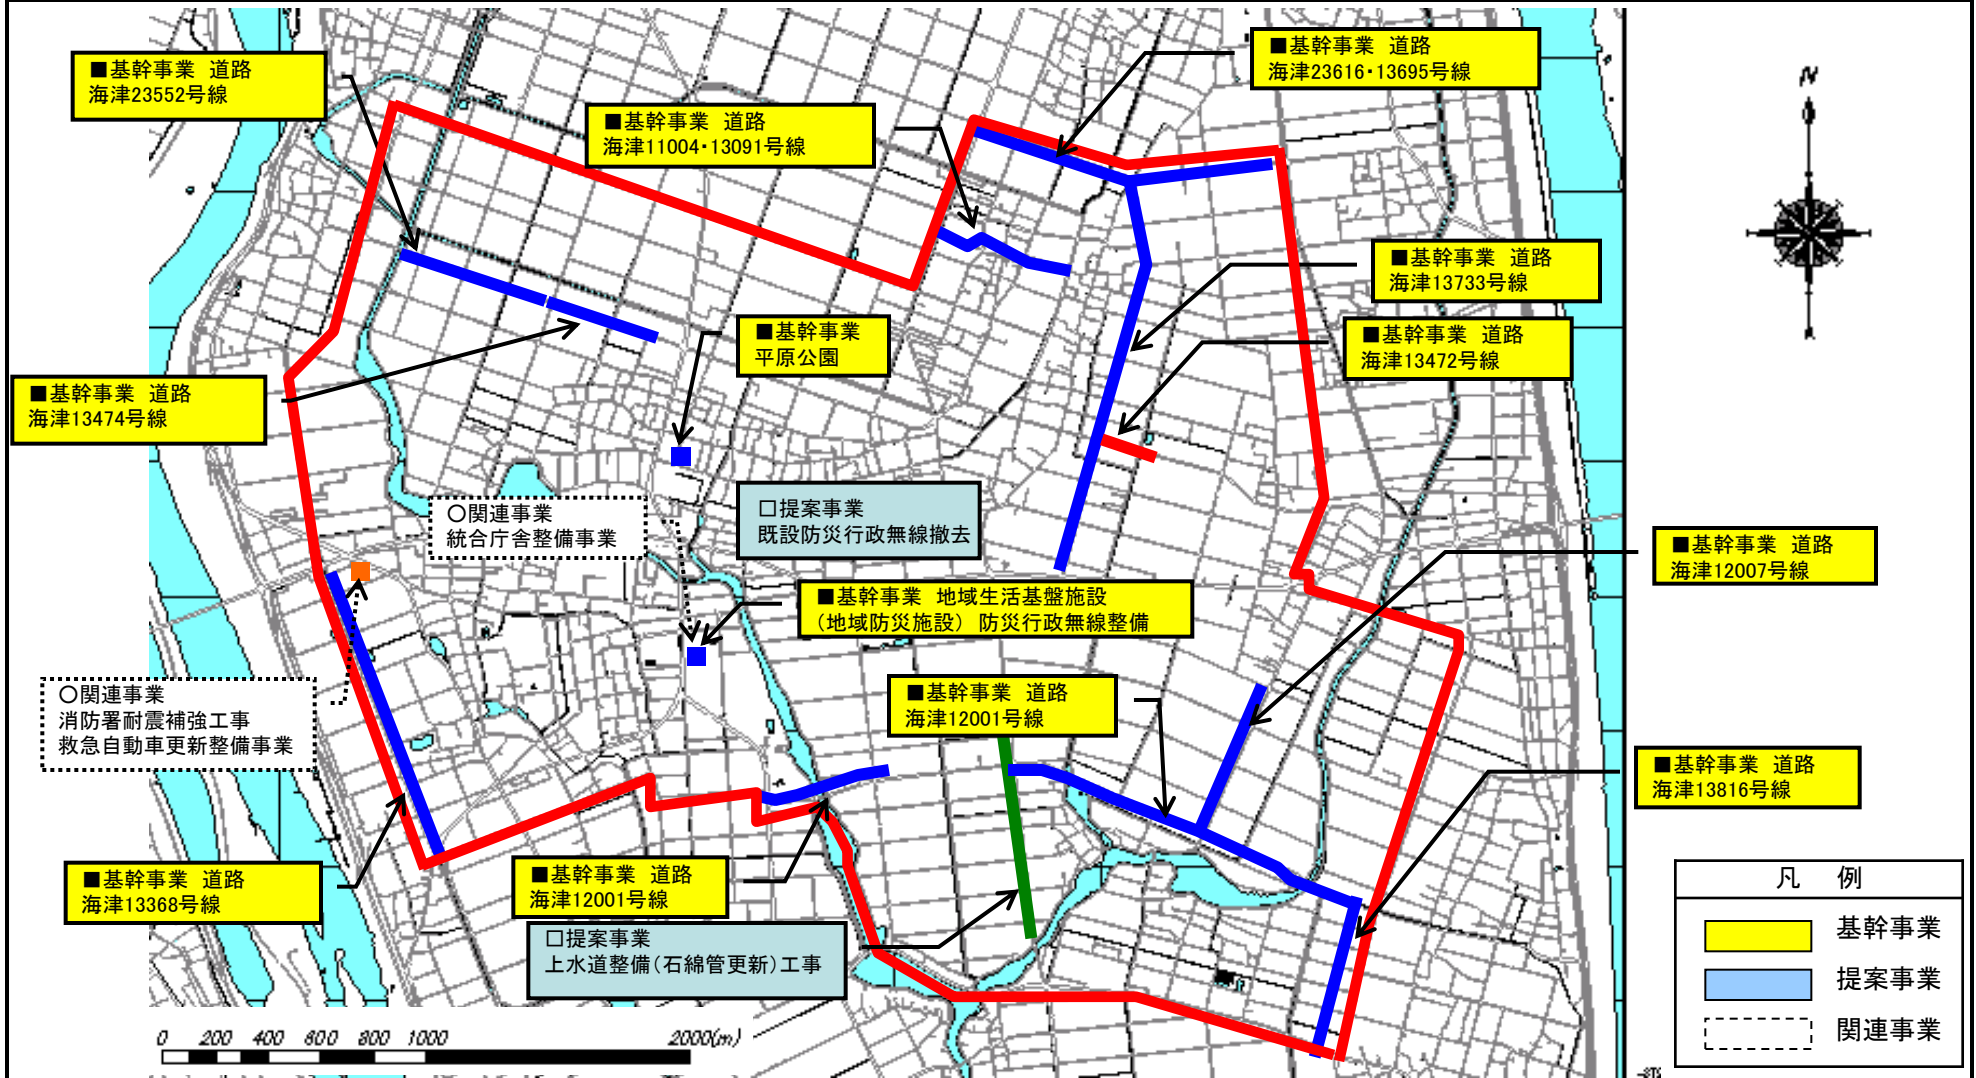 ■基幹事業 道路
海津23616・13695号線
■基幹事業 道路
海津23552号線
■基幹事業 道路
海津11004・13091号線
N
■基幹事業 道路
海津13733号線
■基幹事業
平原公園
■基幹事業 道路
海津13472号線
■基幹事業 道路
海津13474号線
○関連事業
統合庁舎整備事業
□提案事業
既設防災行政無線撤去
■基幹事業 道路
海津12007号線
■基幹事業 地域生活基盤施設
（地域防災施設） 防災行政無線整備
○関連事業
消防署耐震補強工事
救急自動車更新整備事業
■基幹事業 道路
海津12001号線
■基幹事業 道路
海津13816号線
■基幹事業 道路
海津13368号線
■基幹事業 道路
海津12001号線
□提案事業
上水道整備（石綿管更新）工事
凡 例
基幹事業
提案事業
関連事業
0 200 400 600 800 1000 2000(m)